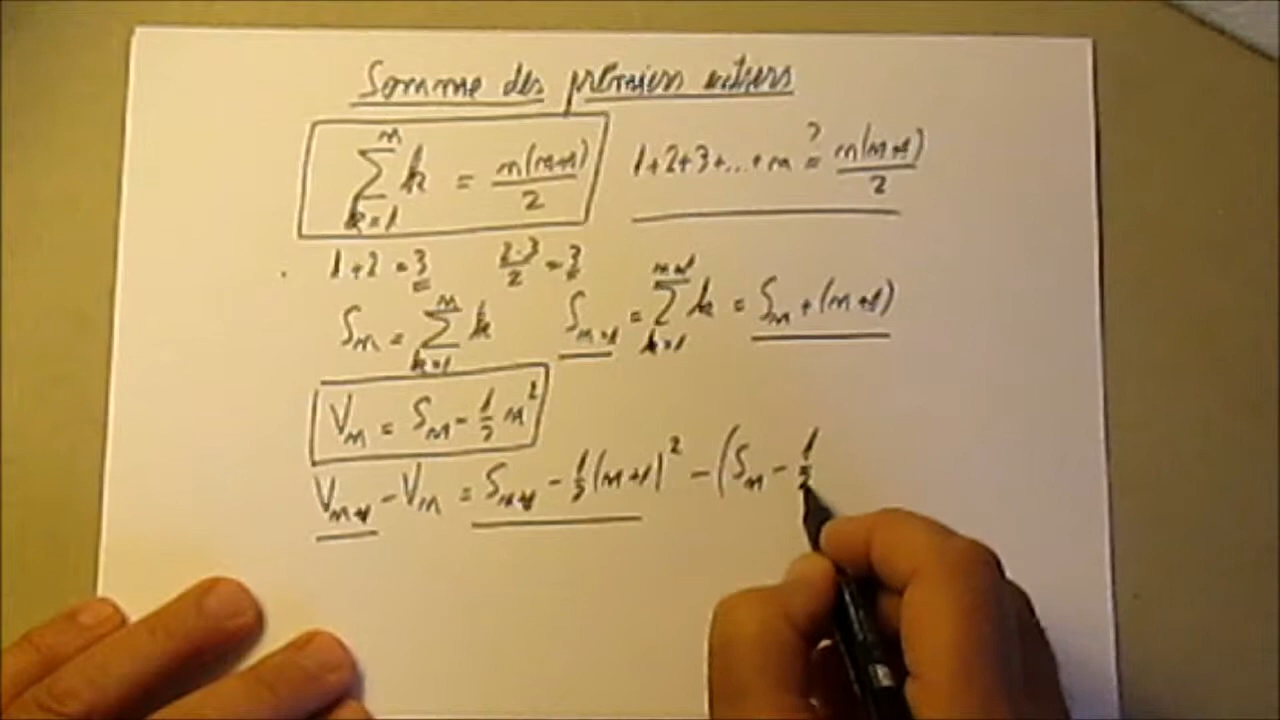 Somme des premiers entiers
∑_{k=1}^{n} k = n(n+1)/2    1+2+3+...+n ?= n(n+1)/2
1+2 = 3    2·3/2 = 3
S_n = ∑_{k=1}^{n} k    S_{n+1} = ∑_{k=1}^{n+1} k = S_n + (n+1)
V_n = S_n - 1/2 n²
V_{n+1} - V_n = S_{n+1} - 1/2 (n+1)² - (S_n - 1/2